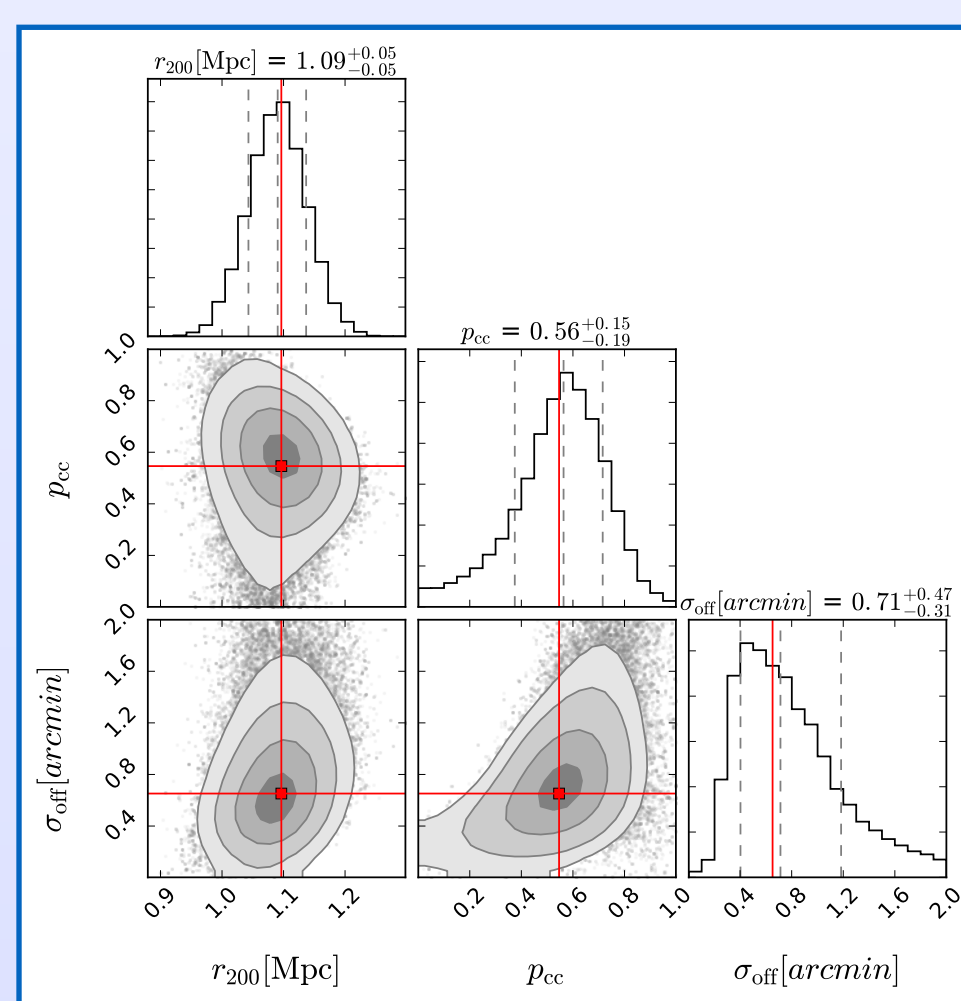 r₂₀₀[Mpc] = 1.09+0.05−0.05
pcc = 0.56+0.15−0.19
1.0
0.8
0.6
0.4
0.2
pcc
σoff[arcmin] = 0.71+0.47−0.31
2.0
1.6
1.2
0.8
0.4
σoff[arcmin]
0.9 1.0 1.1 1.2 0.2 0.4 0.6 0.8 1.0 0.4 0.8 1.2 1.6 2.0
r₂₀₀[Mpc] pcc σoff[arcmin]